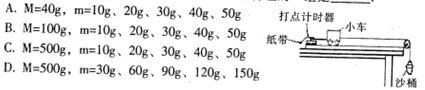 A. M=40g, m=10g、20g、30g、40g、50g
B. M=100g, m=10g、20g、30g、40g、50g
C. M=500g, m=10g、20g、30g、40g、50g
D. M=500g, m=30g、60g、90g、120g、150g
打点计时器
小车
纸带
沙桶